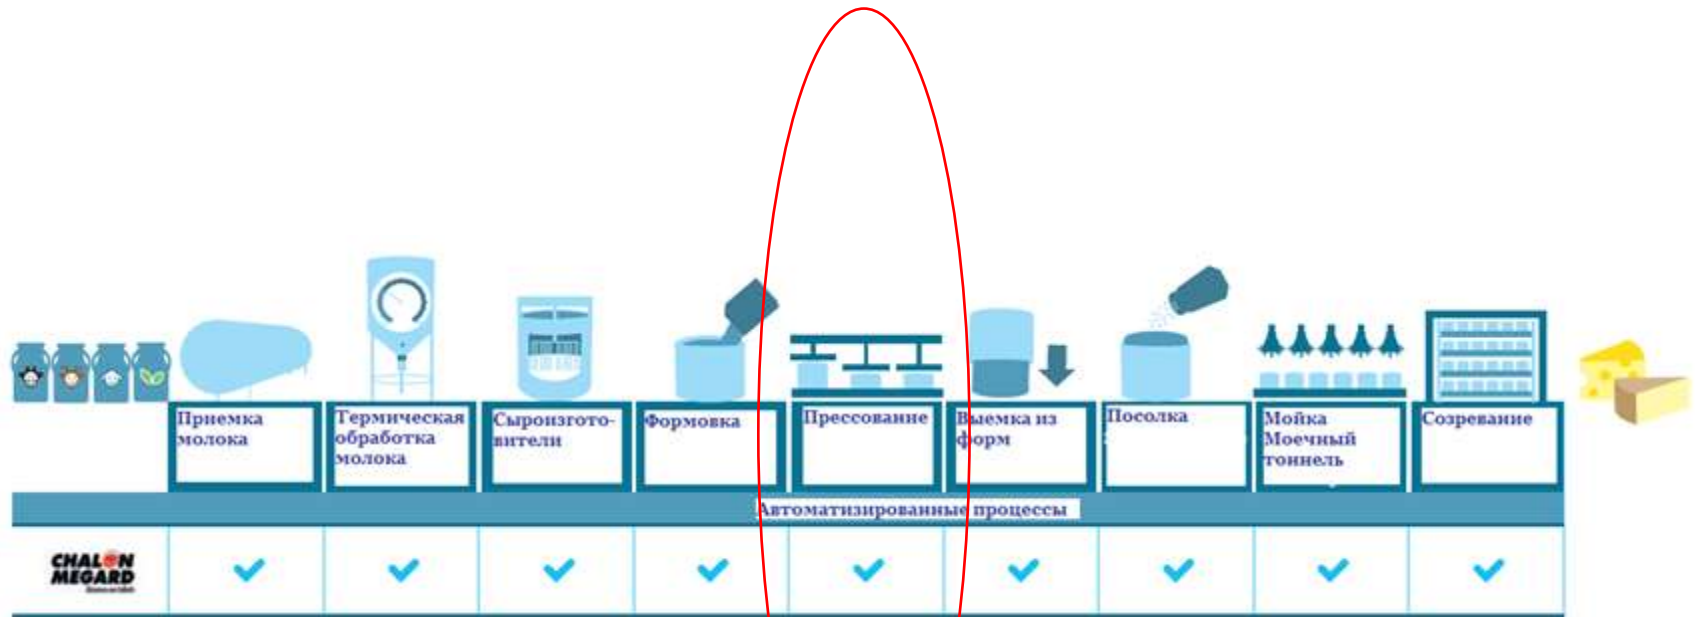 Приемка
молока
Термическая
обработка
молока
Сыроизгото-
вители
Формовка
Прессование
Выемка из
форм
Посолка
Мойка
Моечный
тоннель
Созревание
Автоматизированные процессы
CHALON
MEGARD